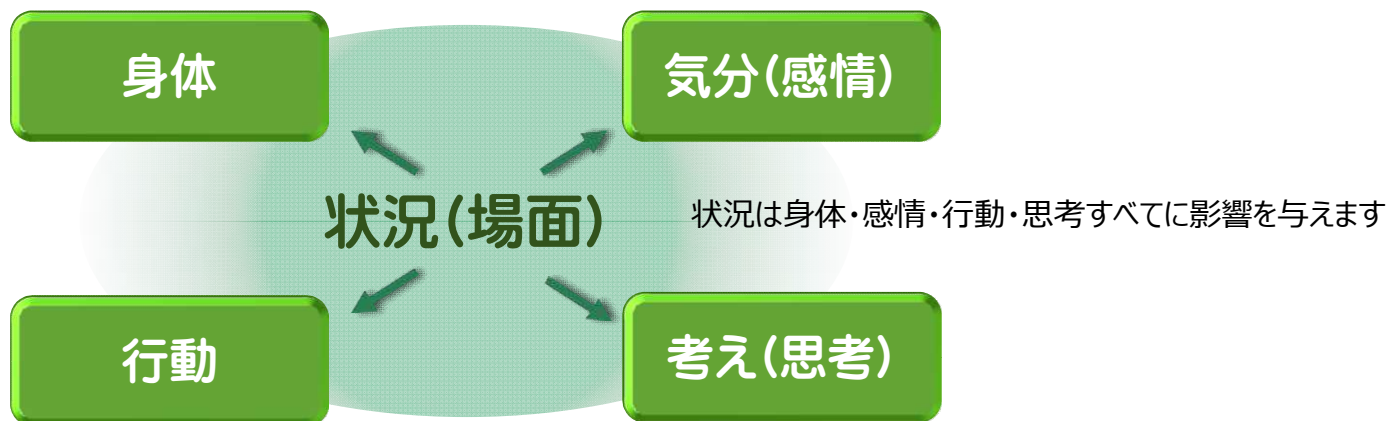 身体
気分(感情)
状況(場面)
状況は身体・感情・行動・思考すべてに影響を与えます
行動
考え(思考)